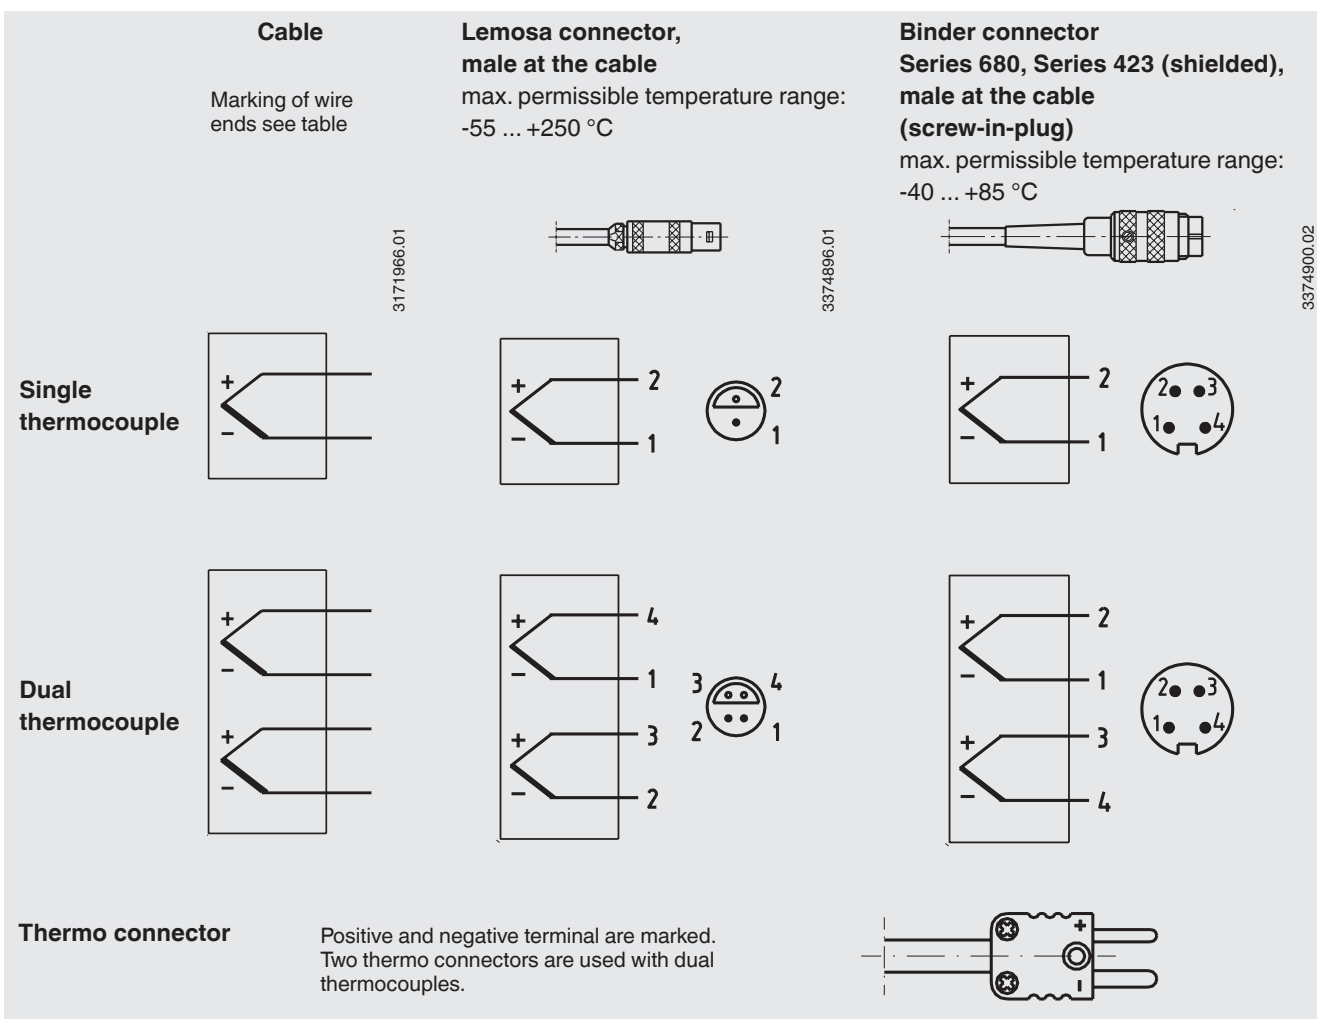 Cable
Marking of wire
ends see table
3171966.01
Lemosa connector,
male at the cable
max. permissible temperature range:
-55 ... +250 °C
3374896.01
Binder connector
Series 680, Series 423 (shielded),
male at the cable
(screw-in-plug)
max. permissible temperature range:
-40 ... +85 °C
3374900.02
Single
thermocouple
+
−
+
−
2
1
2
1
+
−
2
1
2 3
1 4
Dual
thermocouple
+
−
+
−
+
−
+
−
4
1
3
2
3 4
2 1
+
−
+
−
2
1
3
4
2 3
1 4
Thermo connector
Positive and negative terminal are marked.
Two thermo connectors are used with dual
thermocouples.
+
−